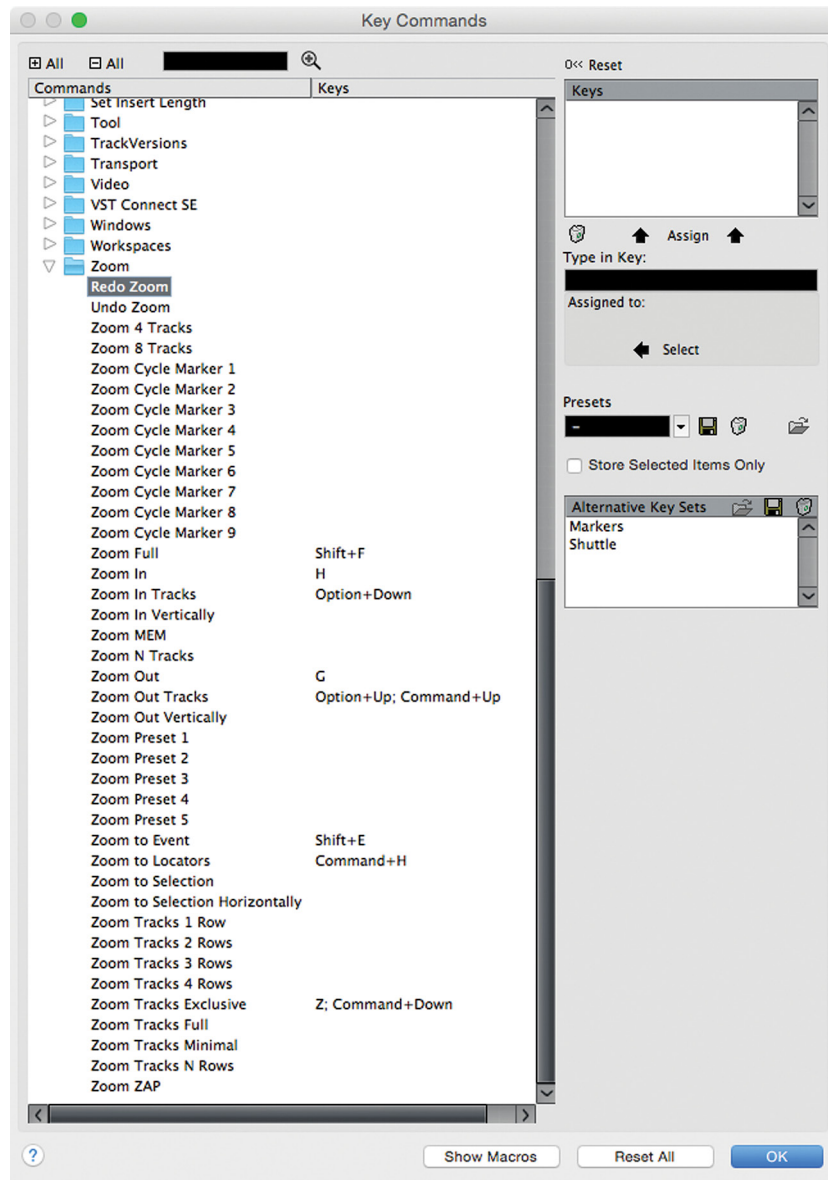 Key Commands
All All
Commands Keys
Set Insert Length
Tool
TrackVersions
Transport
Video
VST Connect SE
Windows
Workspaces
Zoom
Redo Zoom
Undo Zoom
Zoom 4 Tracks
Zoom 8 Tracks
Zoom Cycle Marker 1
Zoom Cycle Marker 2
Zoom Cycle Marker 3
Zoom Cycle Marker 4
Zoom Cycle Marker 5
Zoom Cycle Marker 6
Zoom Cycle Marker 7
Zoom Cycle Marker 8
Zoom Cycle Marker 9
Zoom Full Shift+F
Zoom In H
Zoom In Tracks Option+Down
Zoom In Vertically
Zoom MEM
Zoom N Tracks
Zoom Out G
Zoom Out Tracks Option+Up; Command+Up
Zoom Out Vertically
Zoom Preset 1
Zoom Preset 2
Zoom Preset 3
Zoom Preset 4
Zoom Preset 5
Zoom to Event Shift+E
Zoom to Locators Command+H
Zoom to Selection
Zoom to Selection Horizontally
Zoom Tracks 1 Row
Zoom Tracks 2 Rows
Zoom Tracks 3 Rows
Zoom Tracks 4 Rows
Zoom Tracks Exclusive Z; Command+Down
Zoom Tracks Full
Zoom Tracks Minimal
Zoom Tracks N Rows
Zoom ZAP
0<< Reset
Keys
Assign
Type in Key:
Assigned to:
Select
Presets
-
Store Selected Items Only
Alternative Key Sets
Markers
Shuttle
?
Show Macros
Reset All
OK